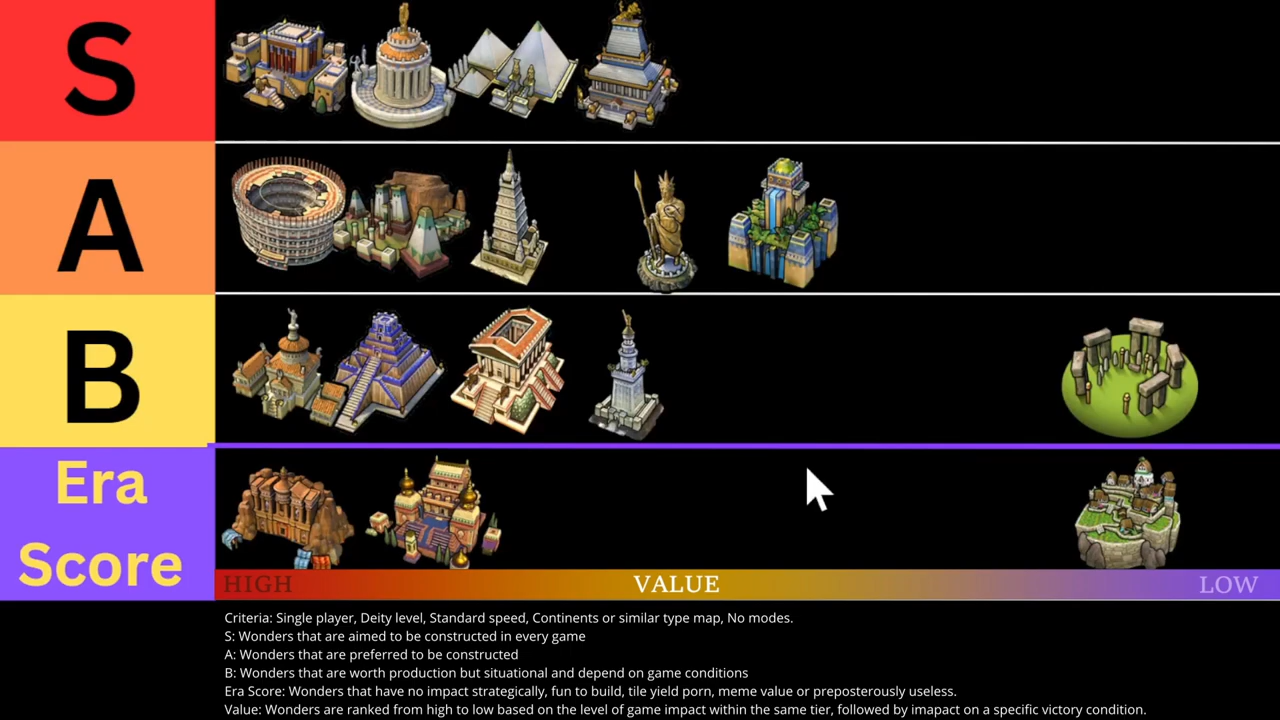 S
A
B
Era
Score
HIGH VALUE LOW
Criteria: Single player, Deity level, Standard speed, Continents or similar type map, No modes.
S: Wonders that are aimed to be constructed in every game
A: Wonders that are preferred to be constructed
B: Wonders that are worth production but situational and depend on game conditions
Era Score: Wonders that have no impact strategically, fun to build, tile yield porn, meme value or preposterously useless.
Value: Wonders are ranked from high to low based on the level of game impact within the same tier, followed by imapact on a specific victory condition.